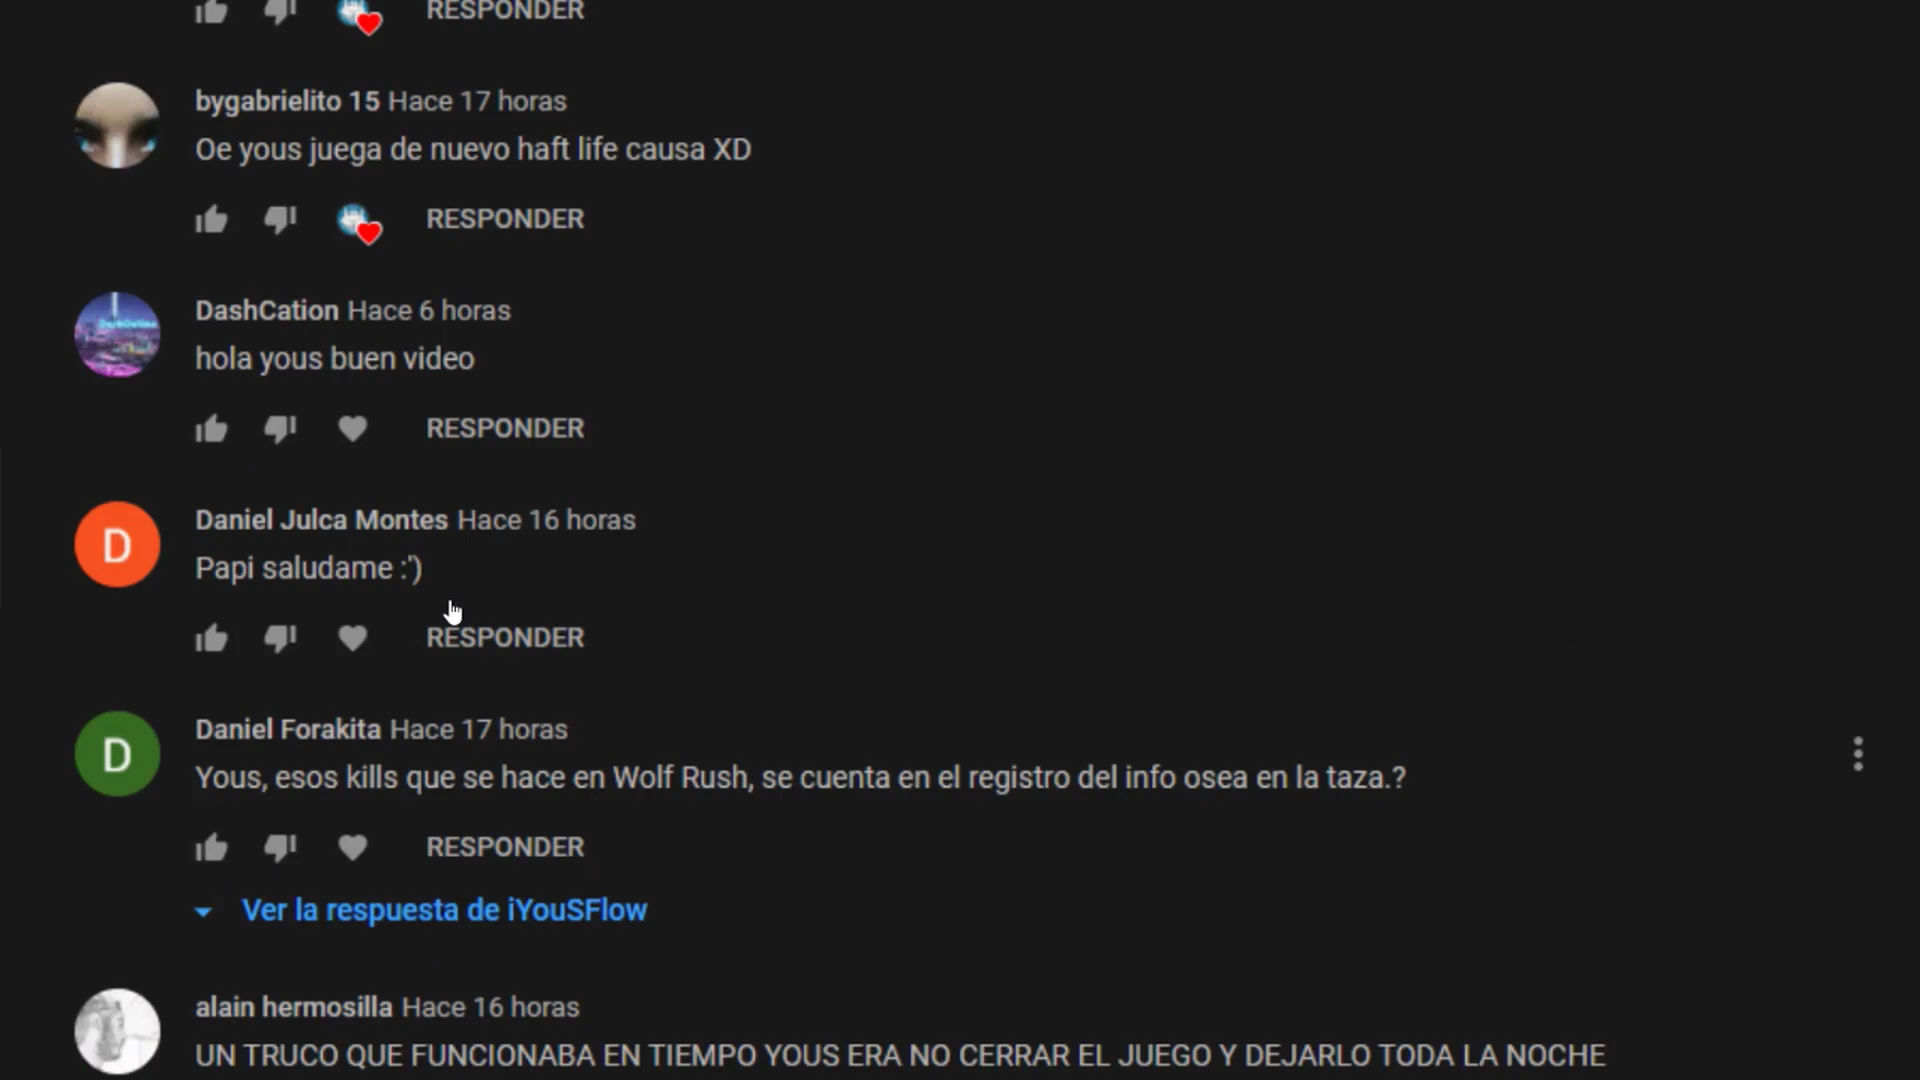 RESPONDER
bygabrielito 15 Hace 17 horas
Oe yous juega de nuevo haft life causa XD
RESPONDER
DashCation Hace 6 horas
hola yous buen video
RESPONDER
Daniel Julca Montes Hace 16 horas
Papi saludame :')
RESPONDER
Daniel Forakita Hace 17 horas
Yous, esos kills que se hace en Wolf Rush, se cuenta en el registro del info osea en la taza.?
RESPONDER
Ver la respuesta de iYouSFlow
alain hermosilla Hace 16 horas
UN TRUCO QUE FUNCIONABA EN TIEMPO YOUS ERA NO CERRAR EL JUEGO Y DEJARLO TODA LA NOCHE